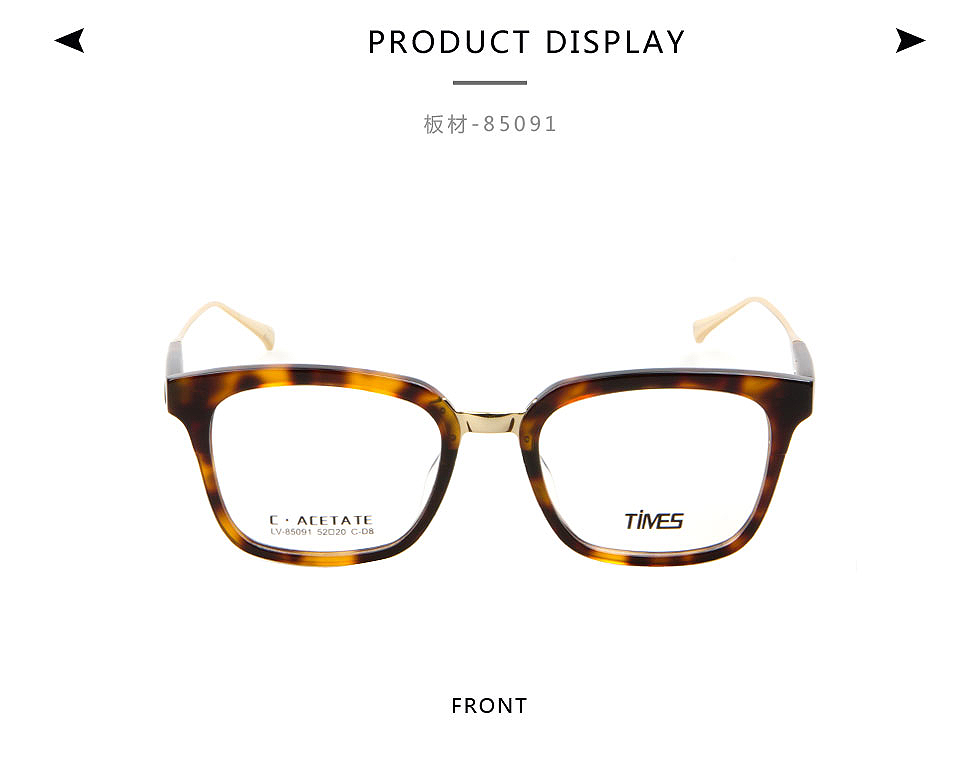 PRODUCT DISPLAY
板材-85091
C · ACETATE
LV-85091 52□20 C-D8
TiMES
FRONT